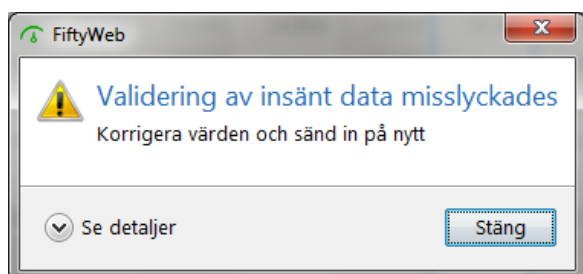 FiftyWeb
Validering av insänt data misslyckades
Korrigera värden och sänd in på nytt
Se detaljer
Stäng